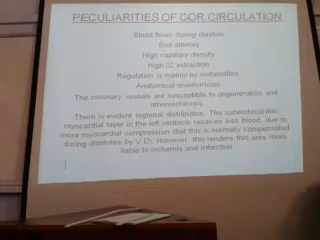 PECULIARITIES OF COR CIRCULATION
Blood flows during diastole
End arteries
High capillary density
High O2 extraction
Regulation is mainly by metabolites
Anatomical anastomosis
The coronary vessels are susceptible to degeneration and
atherosclerosis.
There is evident regional distribution. The subendocardial
myocardial layer in the left ventricle receives less blood, due to
more myocardial compression (but this is normally compensated
during diastoles by V D). However, this renders this area more
liable to ischemia and infarction